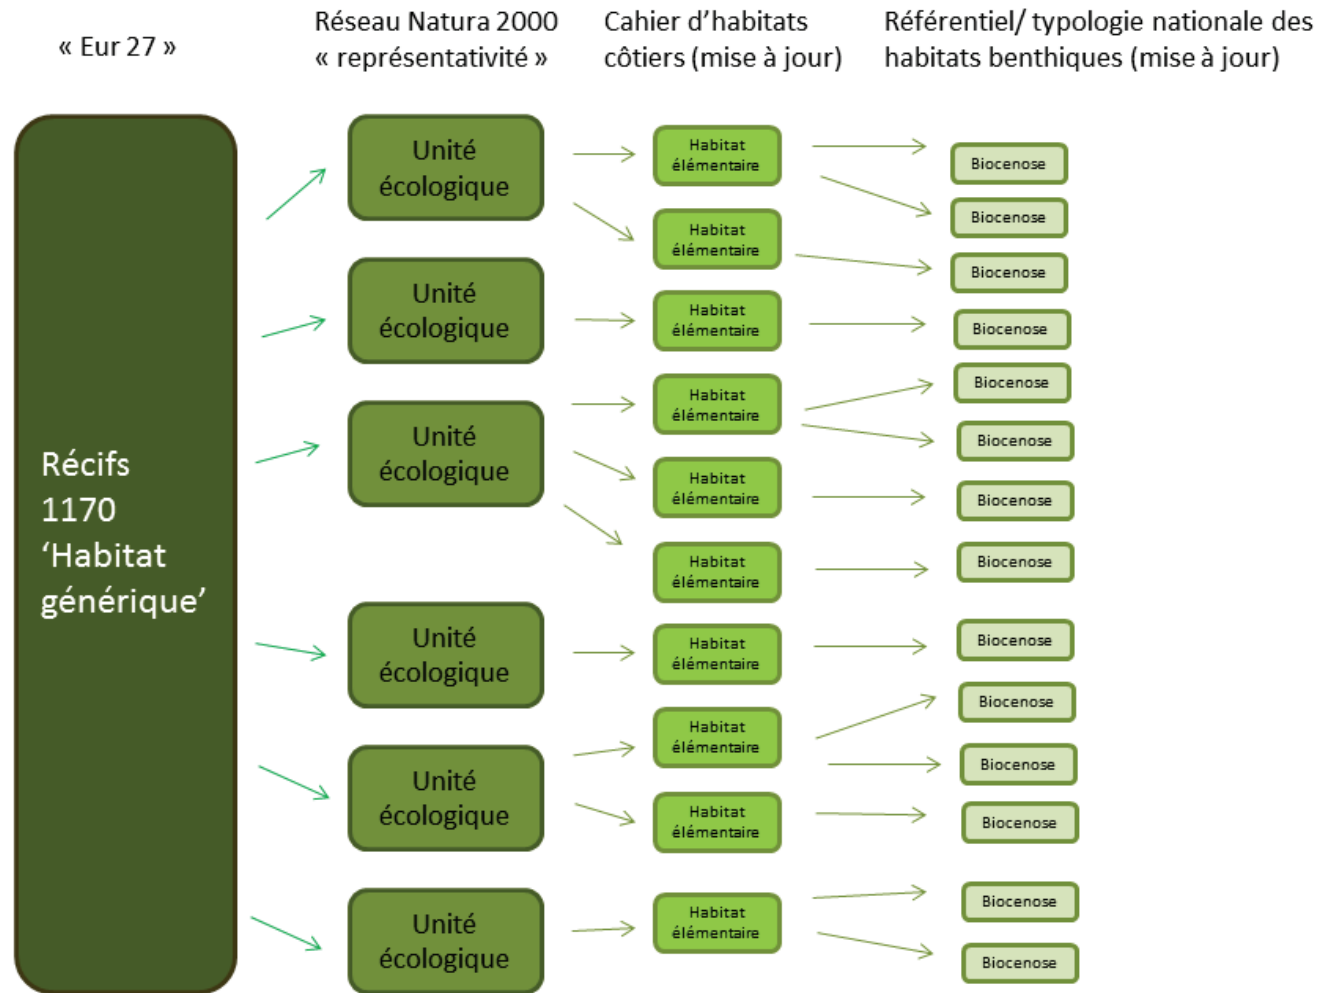 « Eur 27 »
Réseau Natura 2000
« représentativité »
Cahier d’habitats
côtiers (mise à jour)
Référentiel/ typologie nationale des
habitats benthiques (mise à jour)
Récifs
1170
‘Habitat
générique’
Unité
écologique
Unité
écologique
Unité
écologique
Unité
écologique
Unité
écologique
Unité
écologique
Habitat
élémentaire
Habitat
élémentaire
Habitat
élémentaire
Habitat
élémentaire
Habitat
élémentaire
Habitat
élémentaire
Habitat
élémentaire
Habitat
élémentaire
Habitat
élémentaire
Habitat
élémentaire
Biocenose
Biocenose
Biocenose
Biocenose
Biocenose
Biocenose
Biocenose
Biocenose
Biocenose
Biocenose
Biocenose
Biocenose
Biocenose
Biocenose